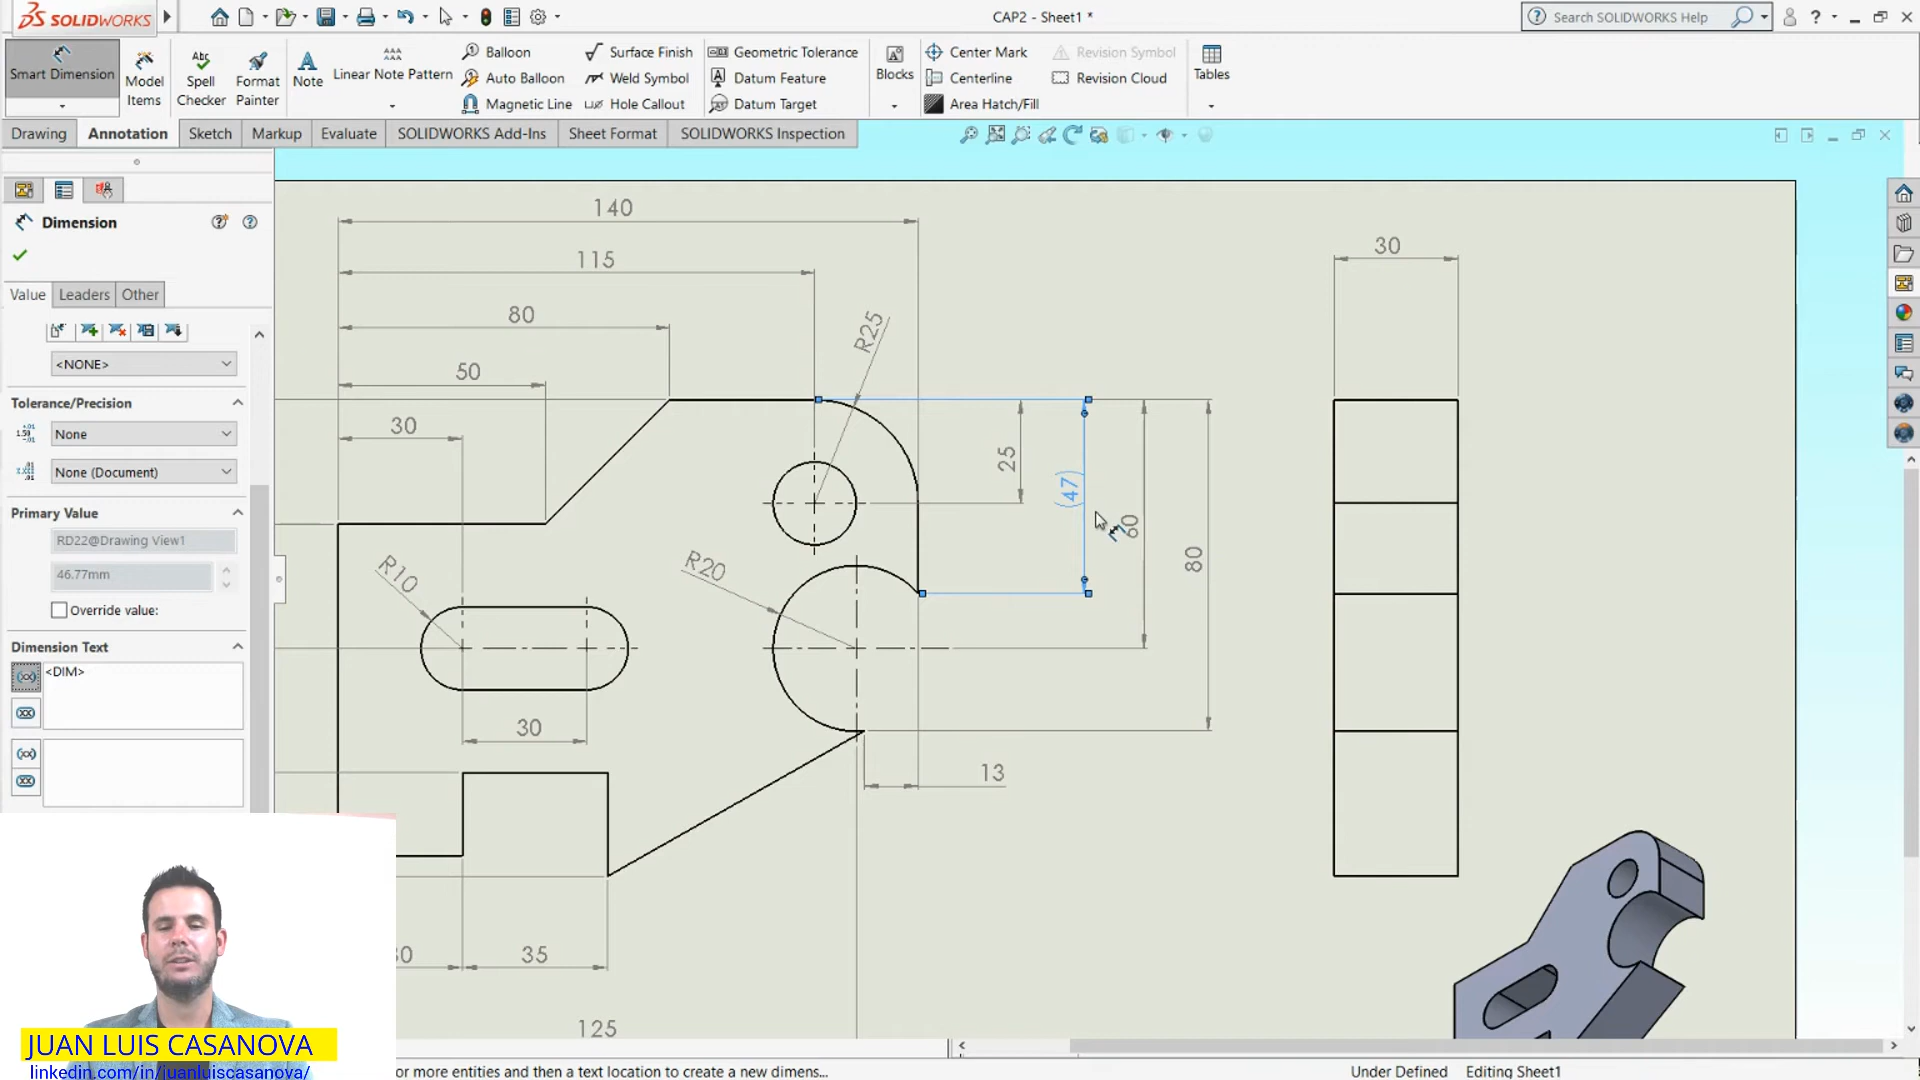 SOLIDWORKS
CAP2 - Sheet1 *
Search SOLIDWORKS Help
Smart Dimension
Model
Items
Spell
Checker
Format
Painter
Note
Linear Note Pattern
Balloon
Auto Balloon
Magnetic Line
Surface Finish
Weld Symbol
Hole Callout
Geometric Tolerance
Datum Feature
Datum Target
Blocks
Center Mark
Centerline
Area Hatch/Fill
Revision Symbol
Revision Cloud
Tables
Drawing
Annotation
Sketch
Markup
Evaluate
SOLIDWORKS Add-Ins
Sheet Format
SOLIDWORKS Inspection
Dimension
Value
Leaders
Other
<NONE>
Tolerance/Precision
None
None (Document)
Primary Value
RD22@Drawing View1
46.77mm
Override value:
Dimension Text
<DIM>
140
115
80
50
30
R25
30
25
(47)
60
80
R10
R20
30
13
35
125
JUAN LUIS CASANOVA
linkedin.com/in/juanluiscasanova/
or more entities and then a text location to create a new dimens...
Under Defined
Editing Sheet1